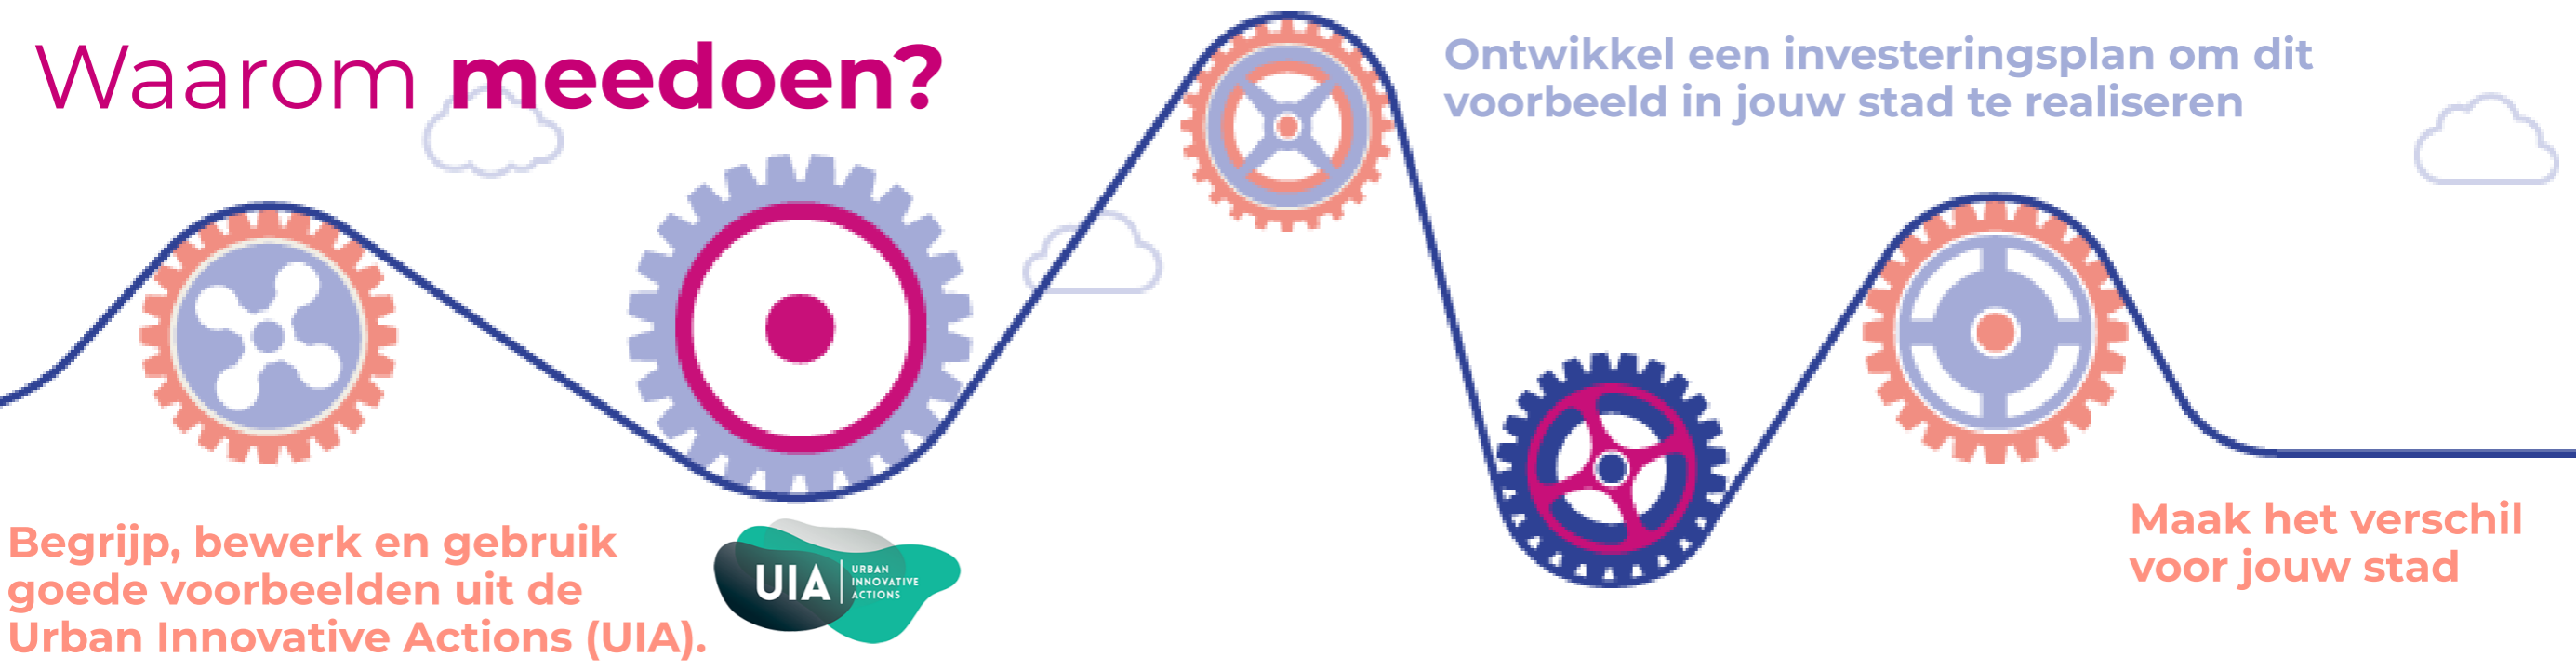 Waarom meedoen?
Ontwikkel een investeringsplan om dit
voorbeeld in jouw stad te realiseren
Begrijp, bewerk en gebruik
goede voorbeelden uit de
Urban Innovative Actions (UIA).
UIA
URBAN
INNOVATIVE
ACTIONS
Maak het verschil
voor jouw stad